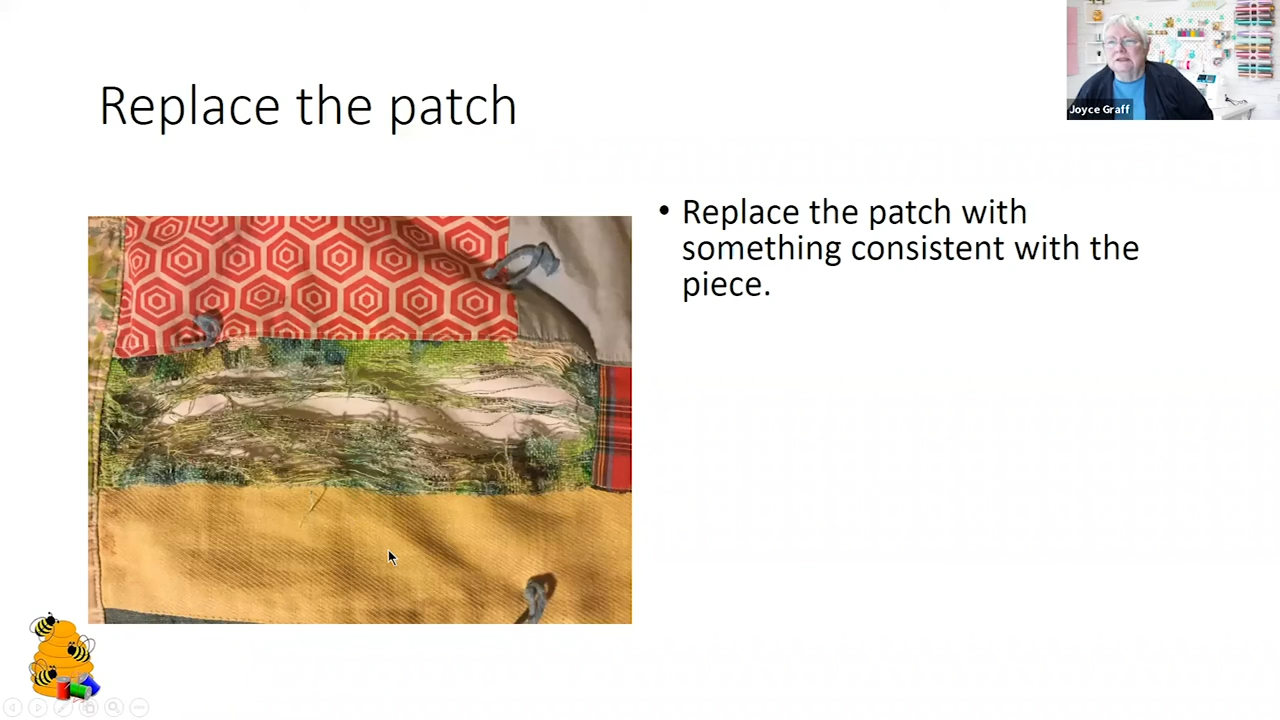 Joyce Graff
Replace the patch
• Replace the patch with
something consistent with the
piece.